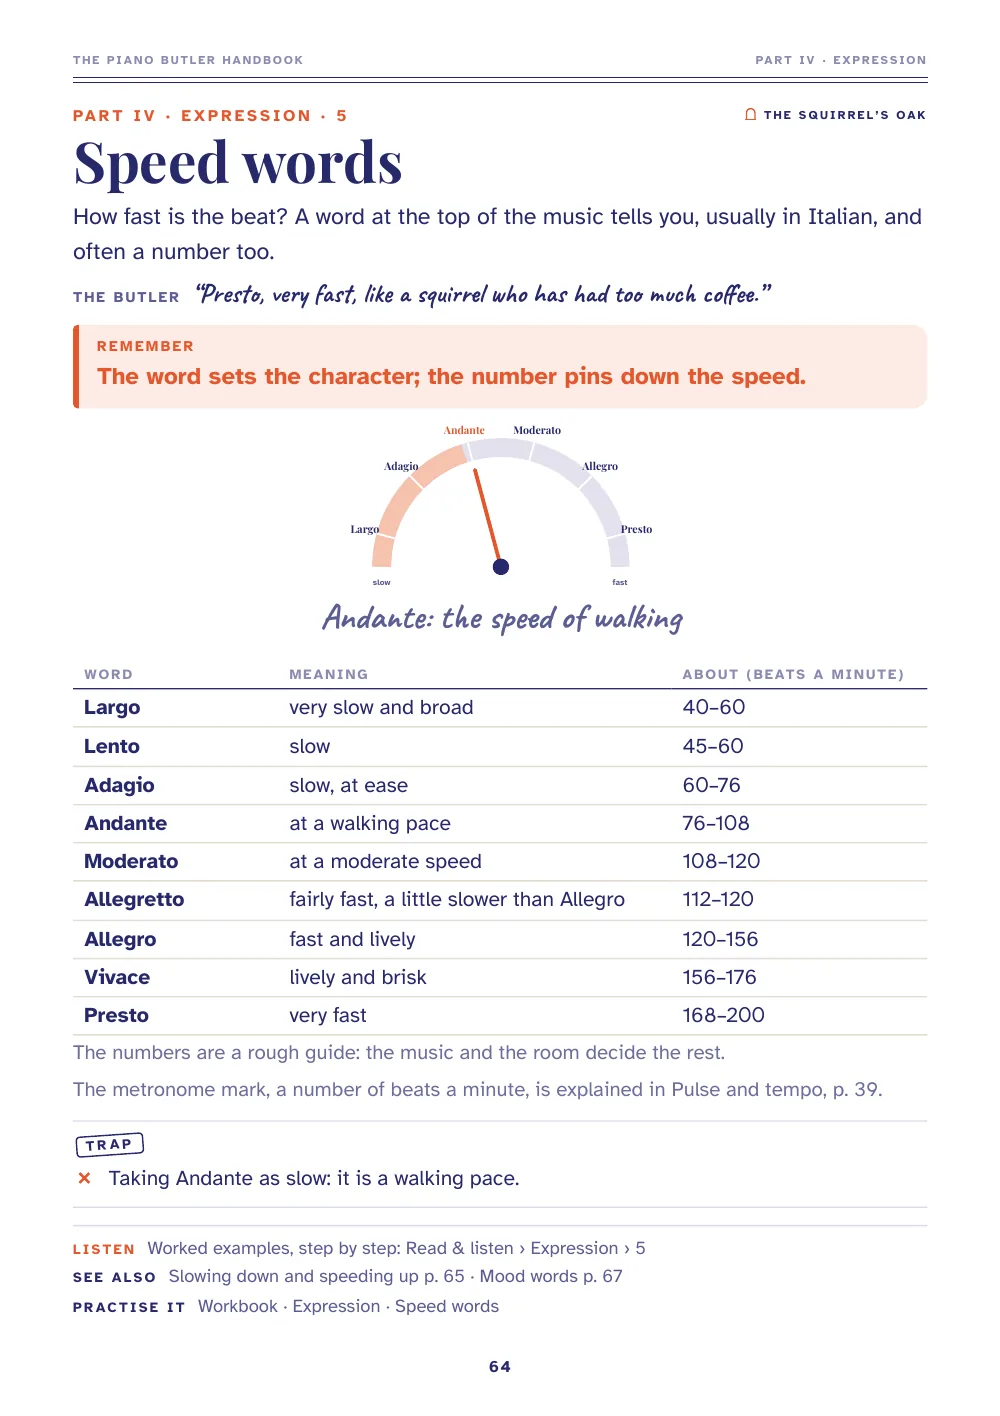 THE PIANO BUTLER HANDBOOK
PART IV · EXPRESSION
PART IV · EXPRESSION · 5
THE SQUIRREL'S OAK
Speed words
How fast is the beat? A word at the top of the music tells you, usually in Italian, and
often a number too.
THE BUTLER “Presto, very fast, like a squirrel who has had too much coffee.”
REMEMBER
The word sets the character; the number pins down the speed.
Andante Moderato
Adagio Allegro
Largo Presto
slow fast
Andante: the speed of walking
WORD MEANING ABOUT (BEATS A MINUTE)
Largo very slow and broad 40–60
Lento slow 45–60
Adagio slow, at ease 60–76
Andante at a walking pace 76–108
Moderato at a moderate speed 108–120
Allegretto fairly fast, a little slower than Allegro 112–120
Allegro fast and lively 120–156
Vivace lively and brisk 156–176
Presto very fast 168–200
The numbers are a rough guide: the music and the room decide the rest.
The metronome mark, a number of beats a minute, is explained in Pulse and tempo, p. 39.
TRAP
× Taking Andante as slow: it is a walking pace.
LISTEN Worked examples, step by step: Read & listen › Expression › 5
SEE ALSO Slowing down and speeding up p. 65 · Mood words p. 67
PRACTISE IT Workbook · Expression · Speed words
64